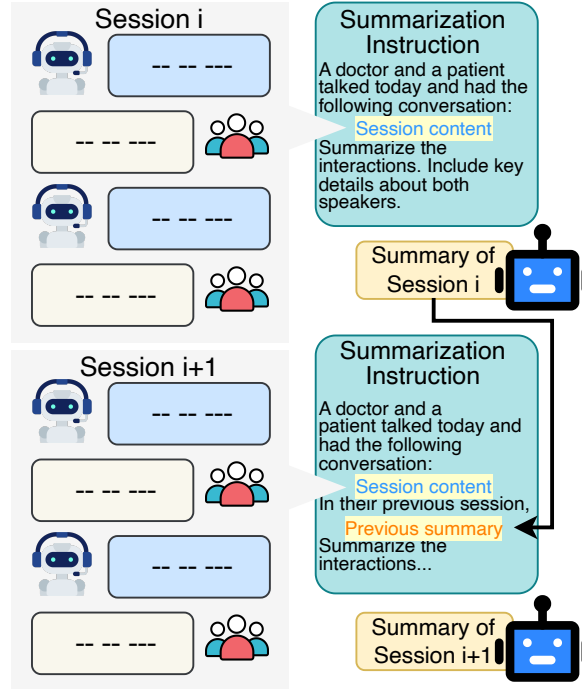 Session i
-- -- ---
-- -- ---
-- -- ---
-- -- ---
Summarization
Instruction
A doctor and a patient
talked today and had the
following conversation:
Session content
Summarize the
interactions. Include key
details about both
speakers.
Summary of
Session i
Session i+1
-- -- ---
-- -- ---
-- -- ---
-- -- ---
Summarization
Instruction
A doctor and a
patient talked today and
had the following
conversation:
Session content
In their previous session,
Previous summary
Summarize the
interactions...
Summary of
Session i+1